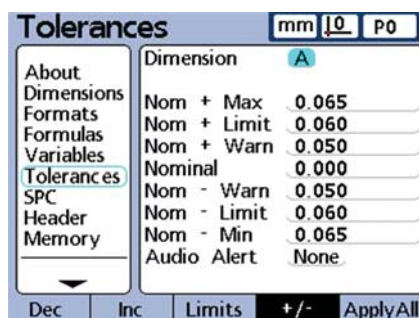 Tolerances mm 0 P0
About
Dimensions
Formats
Formulas
Variables
Tolerances
SPC
Header
Memory
Dimension A
Nom + Max 0.065
Nom + Limit 0.060
Nom + Warn 0.050
Nominal 0.000
Nom - Warn 0.050
Nom - Limit 0.060
Nom - Min 0.065
Audio Alert None
Dec Inc Limits +/- ApplyAll